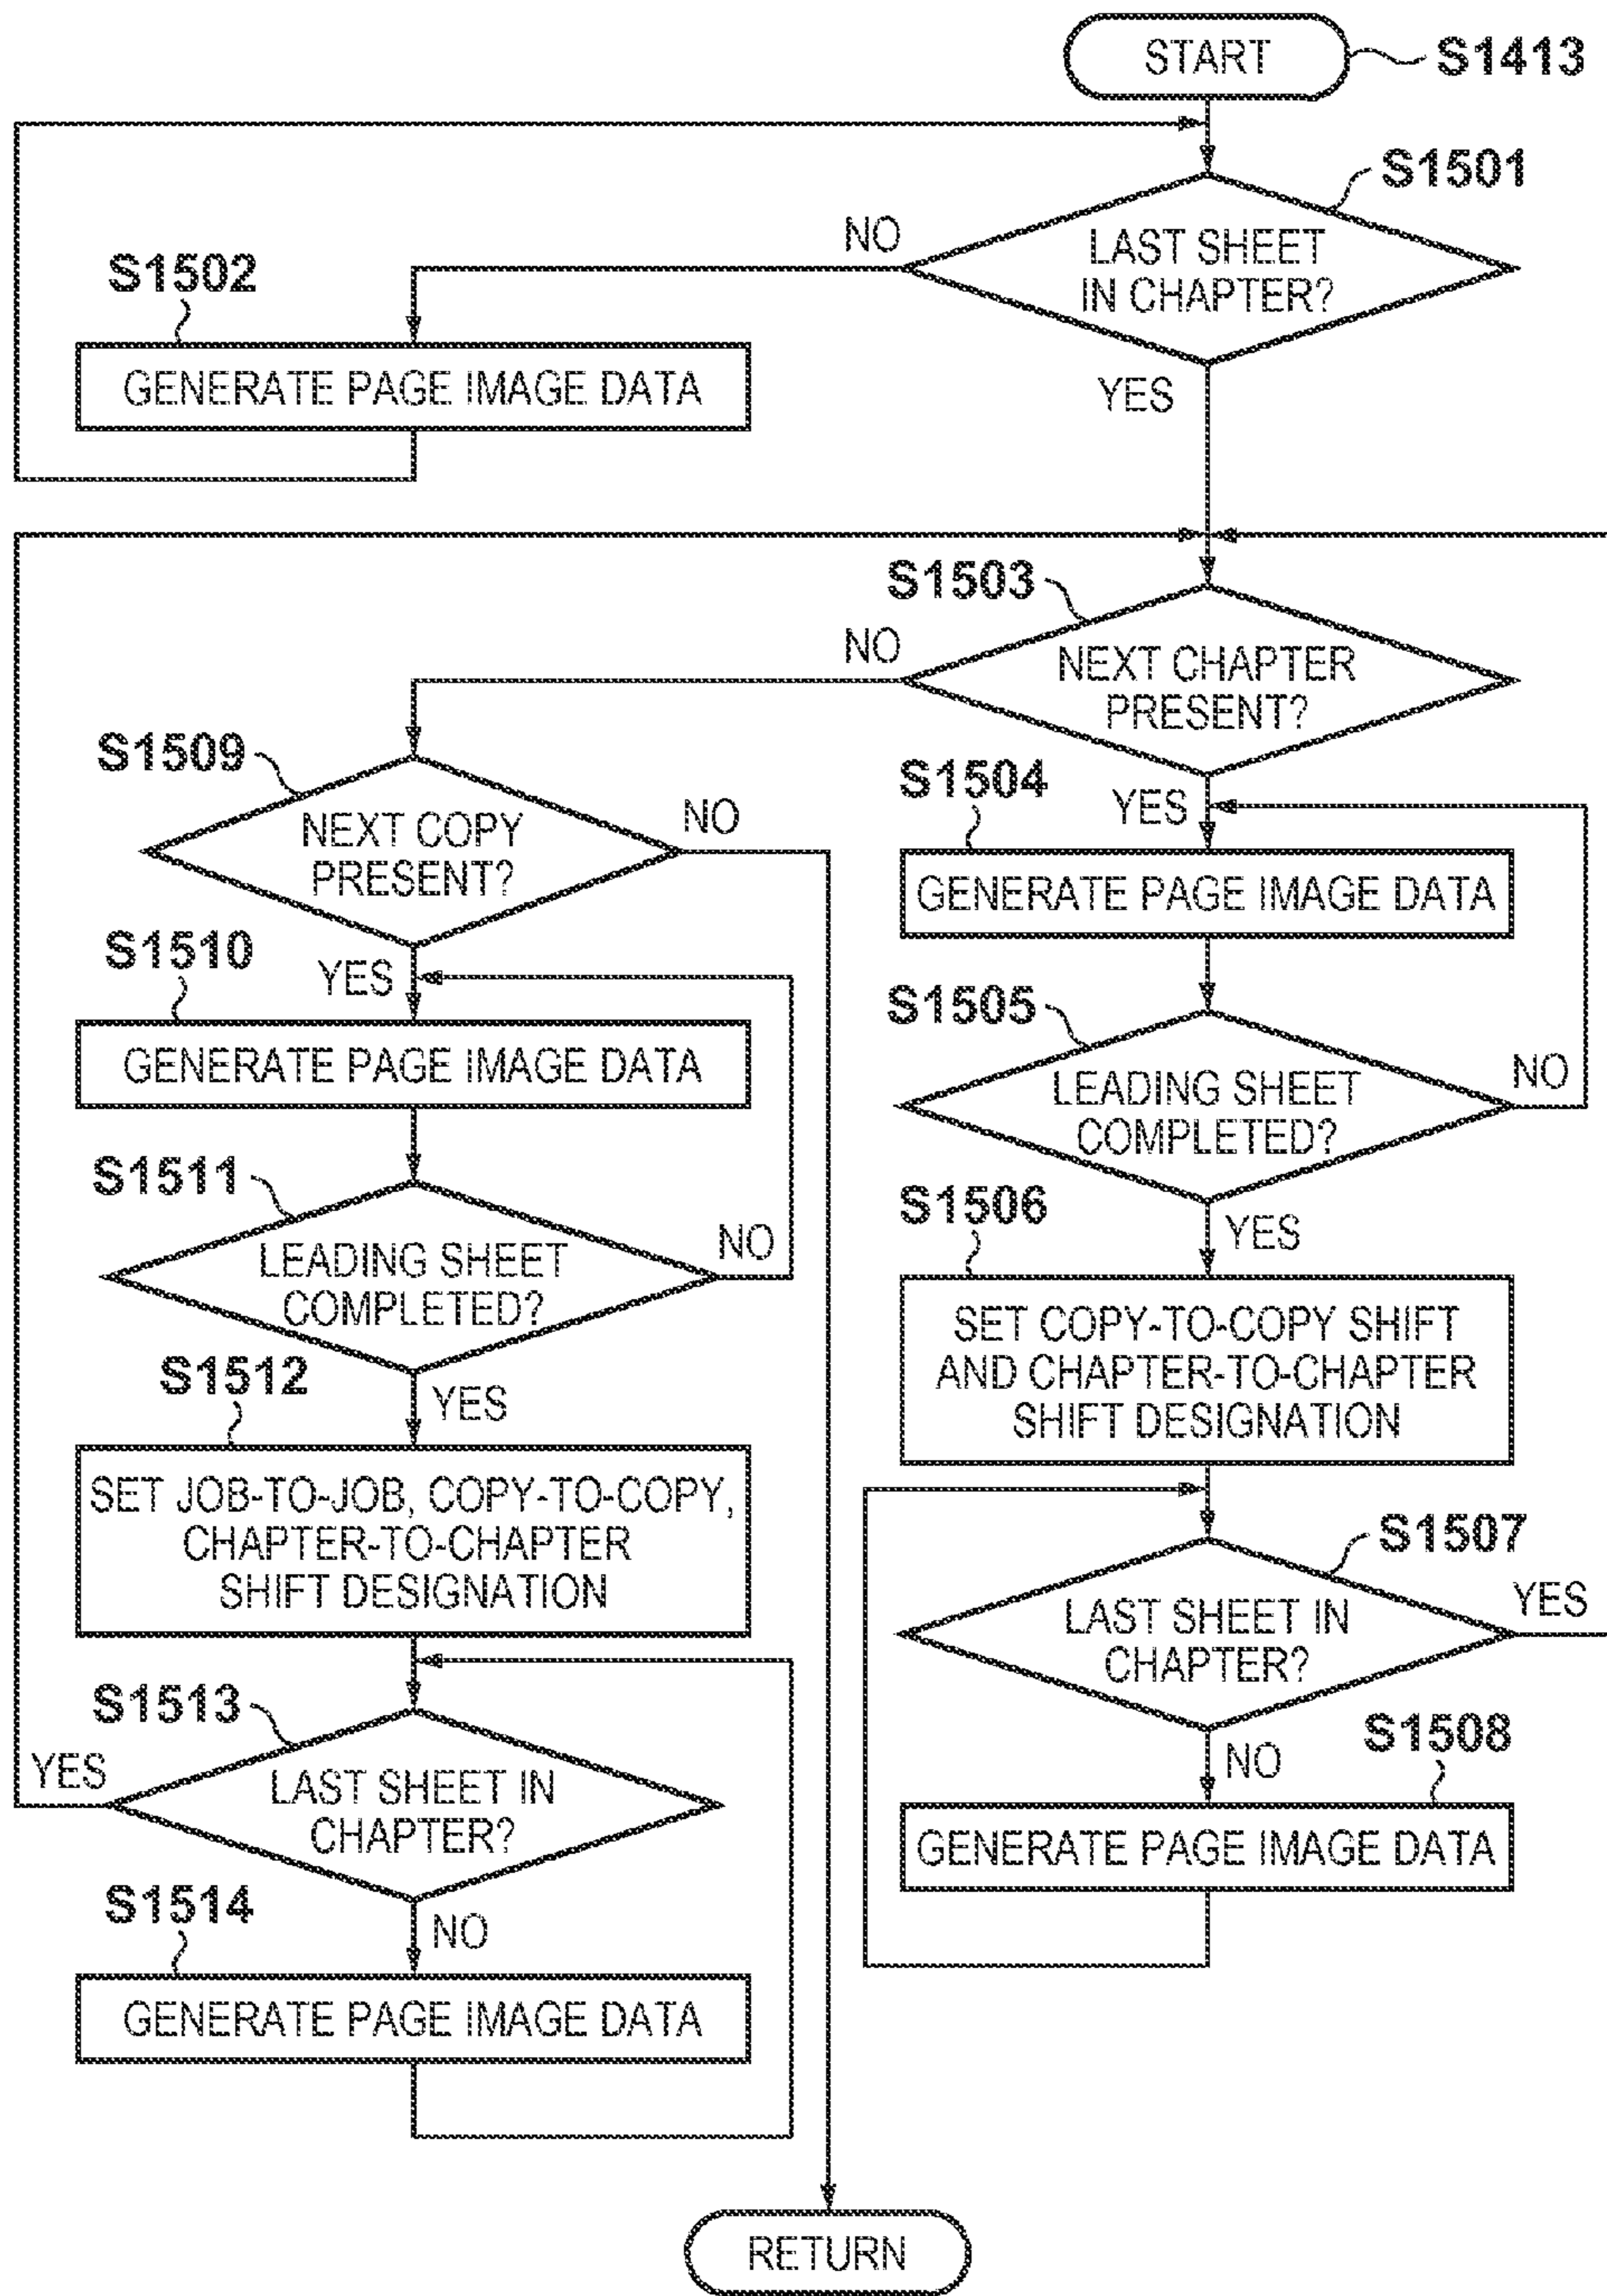 START
S1413
S1501
NO
LAST SHEET
IN CHAPTER?
S1502
GENERATE PAGE IMAGE DATA
YES
S1503
NO
NEXT CHAPTER
PRESENT?
S1509
NEXT COPY
PRESENT?
NO
S1504
YES
GENERATE PAGE IMAGE DATA
S1510
YES
GENERATE PAGE IMAGE DATA
S1505
LEADING SHEET
COMPLETED?
NO
S1511
LEADING SHEET
COMPLETED?
NO
S1506
YES
SET COPY-TO-COPY SHIFT
AND CHAPTER-TO-CHAPTER
SHIFT DESIGNATION
S1512
YES
SET JOB-TO-JOB, COPY-TO-COPY,
CHAPTER-TO-CHAPTER
SHIFT DESIGNATION
S1507
LAST SHEET IN
CHAPTER?
YES
S1513
YES
LAST SHEET IN
CHAPTER?
S1508
NO
GENERATE PAGE IMAGE DATA
S1514
NO
GENERATE PAGE IMAGE DATA
RETURN